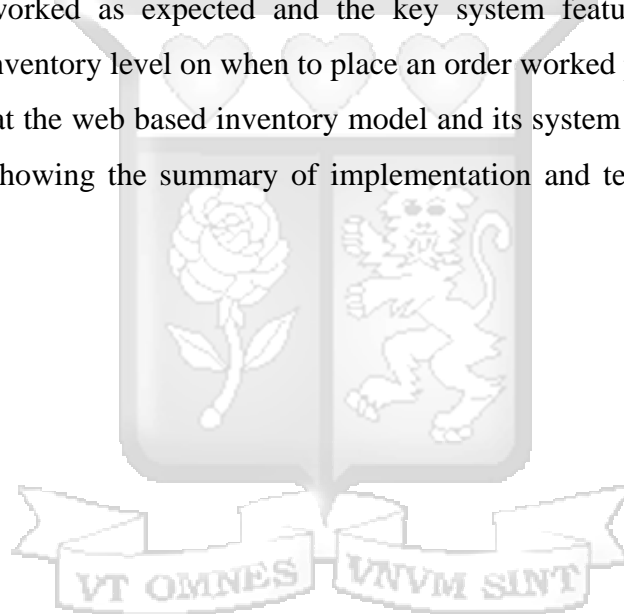 worked as expected and the key system featu
nventory level on when to place an order worked
at the web based inventory model and its system
howing the summary of implementation and te
VT OMNES VNVM SINT